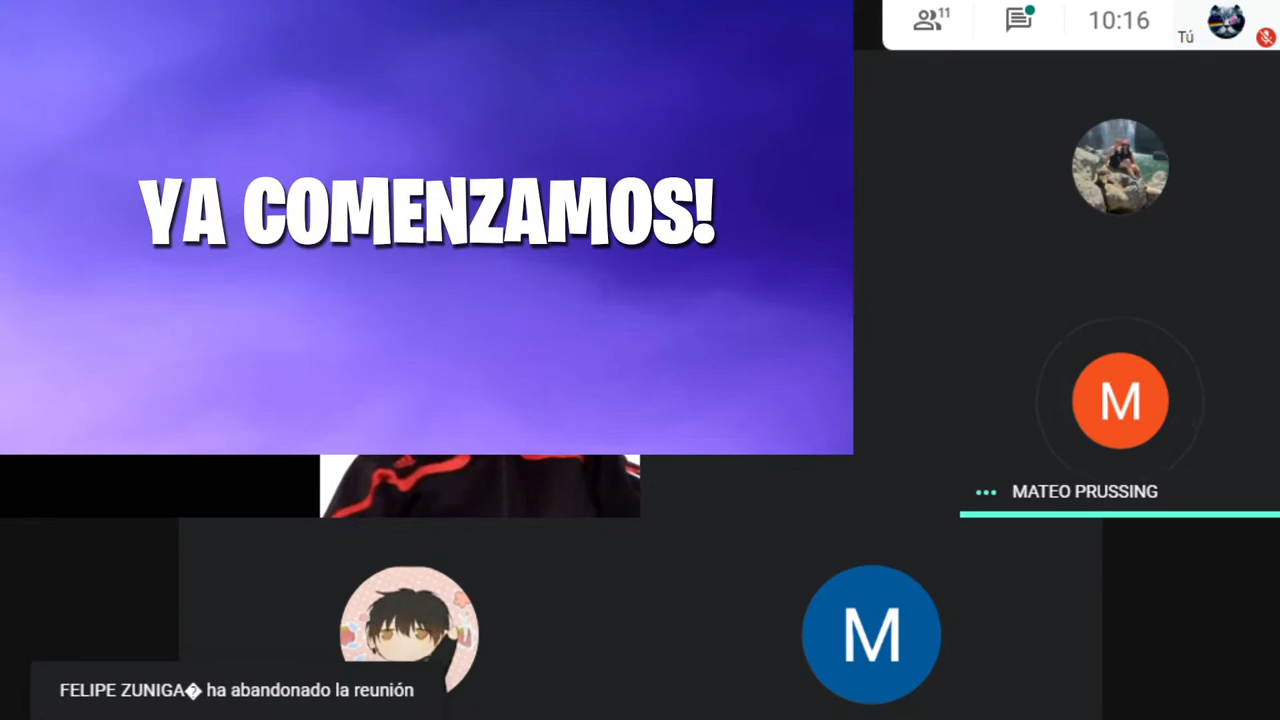 11
10:16
Tú
YA COMENZAMOS!
M
MATEO PRUSSING
M
FELIPE ZUNIGA� ha abandonado la reunión